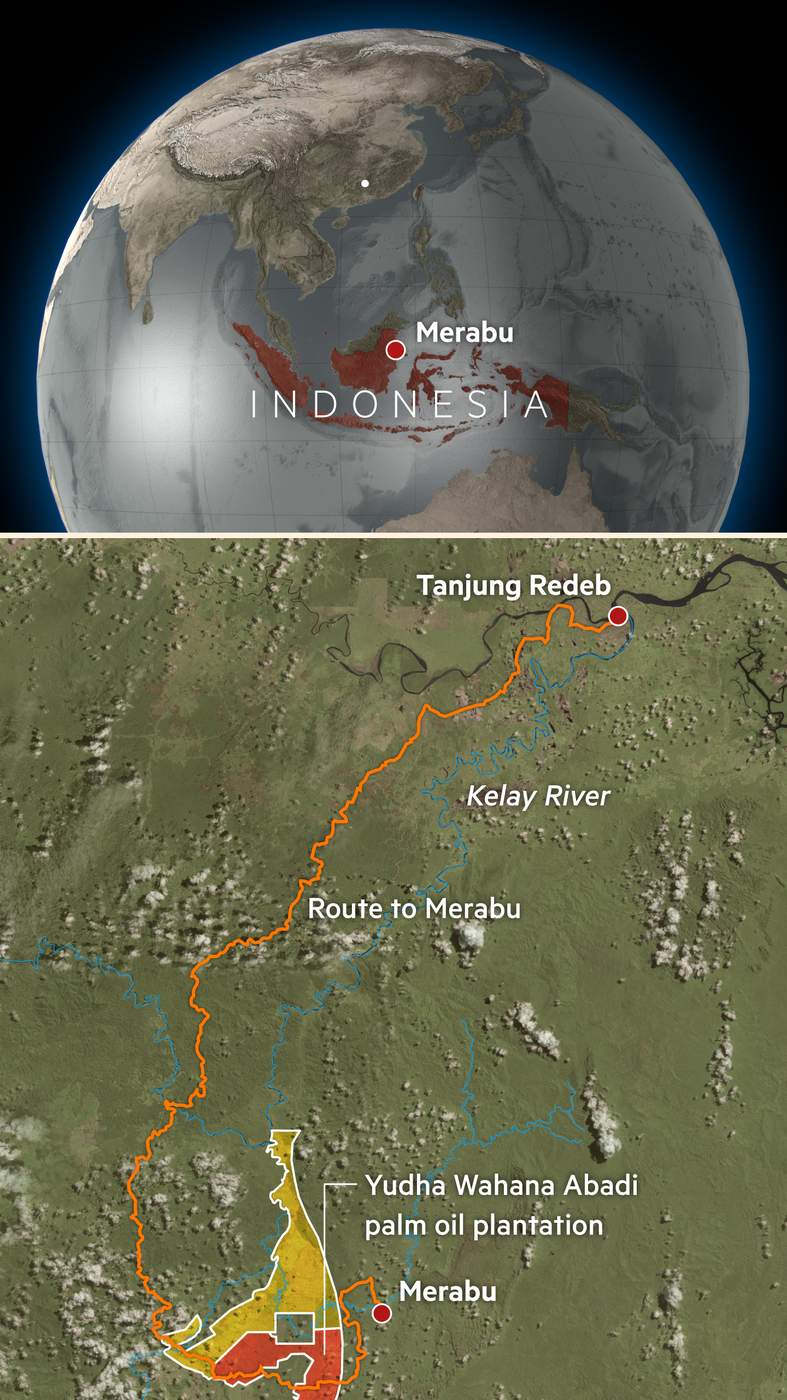 Merabu
INDONESIA
Tanjung Redeb
Kelay River
Route to Merabu
Yudha Wahana Abadi
palm oil plantation
Merabu